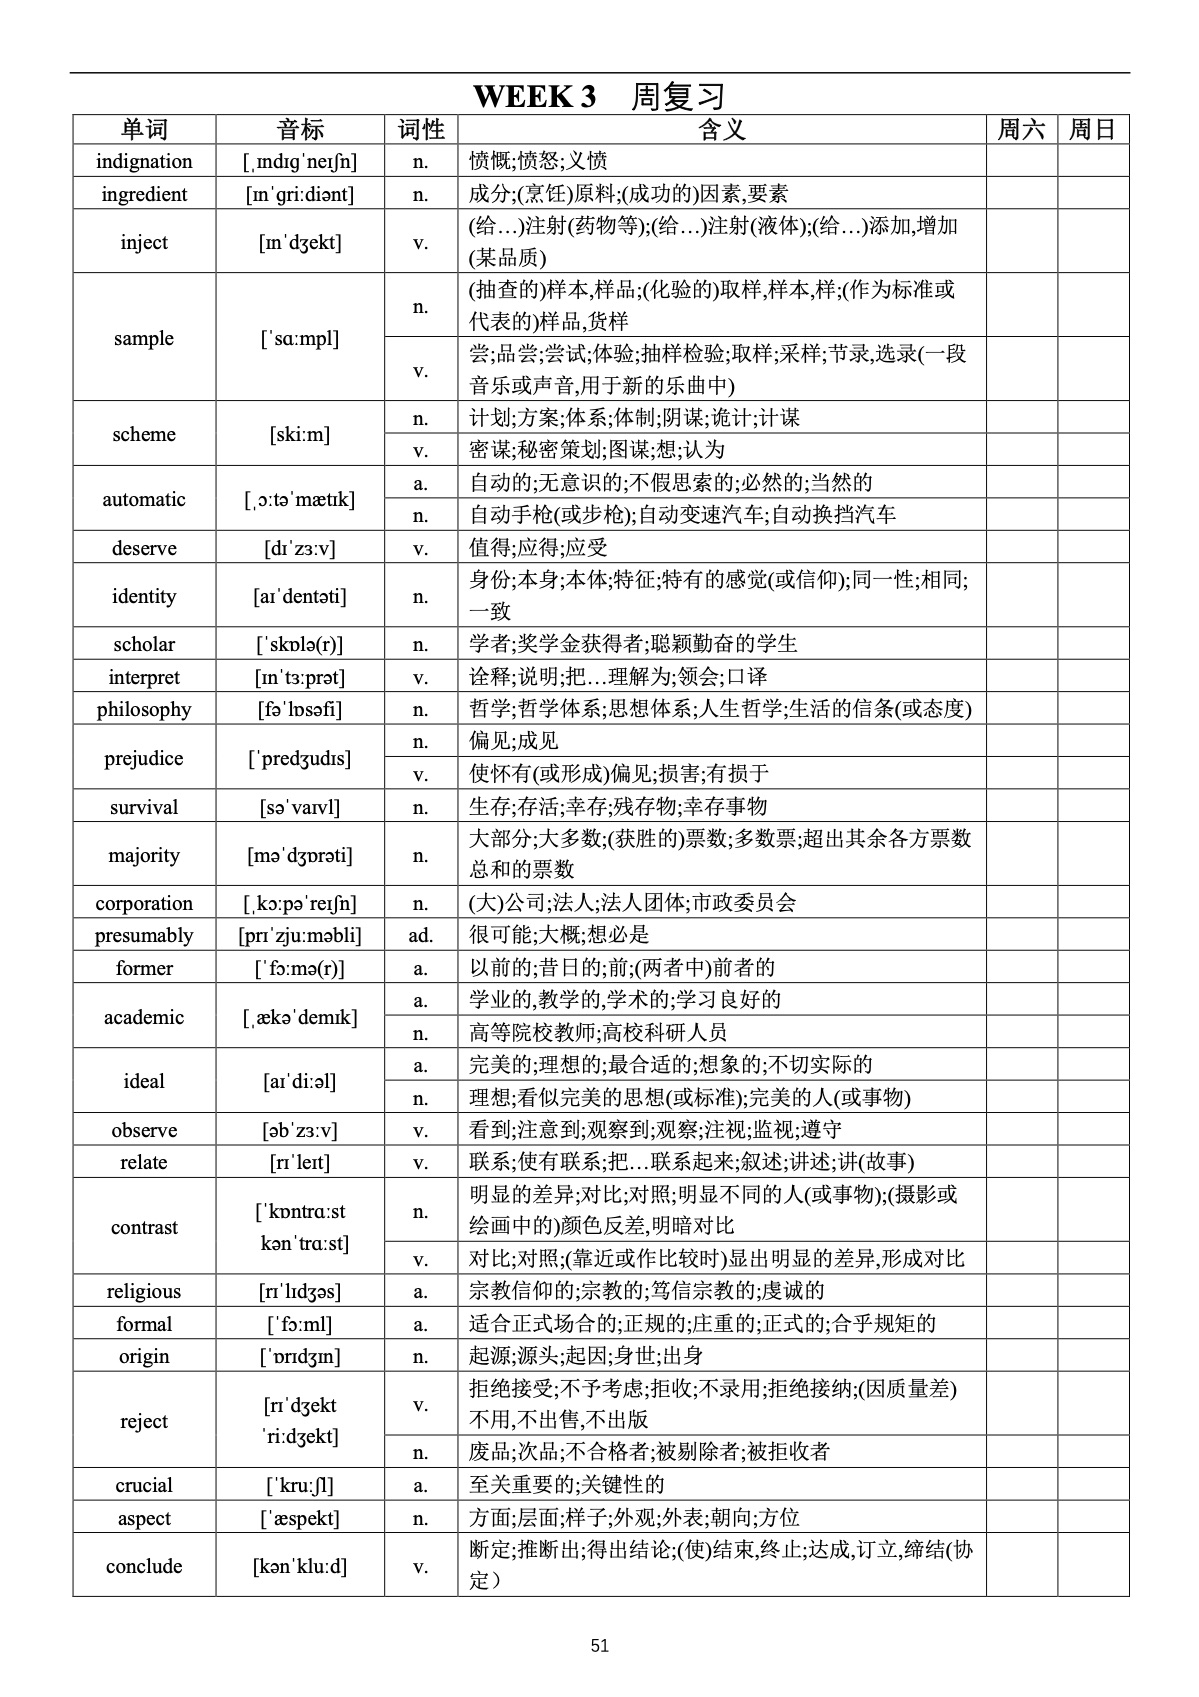 WEEK 3 周复习
单词 音标 词性 含义 周六 周日
indignation [ˌɪndɪɡˈneɪʃn] n. 愤慨;愤怒;义愤
ingredient [ɪnˈɡriːdiənt] n. 成分;(烹饪)原料;(成功的)因素,要素
inject [ɪnˈdʒekt] v. (给…)注射(药物等);(给…)注射(液体);(给…)添加,增加
(某品质)
sample [ˈsɑːmpl] n. (抽查的)样本,样品;(化验的)取样,样本,样;(作为标准或
代表的)样品,货样
v. 尝;品尝;尝试;体验;抽样检验;取样;采样;节录,选录(一段
音乐或声音,用于新的乐曲中)
scheme [skiːm] n. 计划;方案;体系;体制;阴谋;诡计;计谋
v. 密谋;秘密策划;图谋;想;认为
automatic [ˌɔːtəˈmætɪk] a. 自动的;无意识的;不假思索的;必然的;当然的
n. 自动手枪(或步枪);自动变速汽车;自动换挡汽车
deserve [dɪˈzɜːv] v. 值得;应得;应受
identity [aɪˈdentəti] n. 身份;本身;本体;特征;特有的感觉(或信仰);同一性;相同;
一致
scholar [ˈskɒlə(r)] n. 学者;奖学金获得者;聪颖勤奋的学生
interpret [ɪnˈtɜːprət] v. 诠释;说明;把…理解为;领会;口译
philosophy [fəˈlɒsəfi] n. 哲学;哲学体系;思想体系;人生哲学;生活的信条(或态度)
prejudice [ˈpredʒudɪs] n. 偏见;成见
v. 使怀有(或形成)偏见;损害;有损于
survival [səˈvaɪvl] n. 生存;存活;幸存;残存物;幸存事物
majority [məˈdʒɒrəti] n. 大部分;大多数;(获胜的)票数;多数票;超出其余各方票数
总和的票数
corporation [ˌkɔːpəˈreɪʃn] n. (大)公司;法人;法人团体;市政委员会
presumably [prɪˈzjuːməbli] ad. 很可能;大概;想必是
former [ˈfɔːmə(r)] a. 以前的;昔日的;前;(两者中)前者的
academic [ˌækəˈdemɪk] a. 学业的,教学的,学术的;学习良好的
n. 高等院校教师;高校科研人员
ideal [aɪˈdiːəl] a. 完美的;理想的;最合适的;想象的;不切实际的
n. 理想;看似完美的思想(或标准);完美的人(或事物)
observe [əbˈzɜːv] v. 看到;注意到;观察到;观察;注视;监视;遵守
relate [rɪˈleɪt] v. 联系;使有联系;把…联系起来;叙述;讲述;讲(故事)
contrast [ˈkɒntrɑːst
kənˈtrɑːst] n. 明显的差异;对比;对照;明显不同的人(或事物);(摄影或
绘画中的)颜色反差,明暗对比
v. 对比;对照;(靠近或作比较时)显出明显的差异,形成对比
religious [rɪˈlɪdʒəs] a. 宗教信仰的;宗教的;笃信宗教的;虔诚的
formal [ˈfɔːml] a. 适合正式场合的;正规的;庄重的;正式的;合乎规矩的
origin [ˈɒrɪdʒɪn] n. 起源;源头;起因;身世;出身
reject [rɪˈdʒekt
ˈriːdʒekt] v. 拒绝接受;不予考虑;拒收;不录用;拒绝接纳;(因质量差)
不用,不出售,不出版
n. 废品;次品;不合格者;被剔除者;被拒收者
crucial [ˈkruːʃl] a. 至关重要的;关键性的
aspect [ˈæspekt] n. 方面;层面;样子;外观;外表;朝向;方位
conclude [kənˈkluːd] v. 断定;推断出;得出结论;(使)结束,终止;达成,订立,缔结(协
定）
51